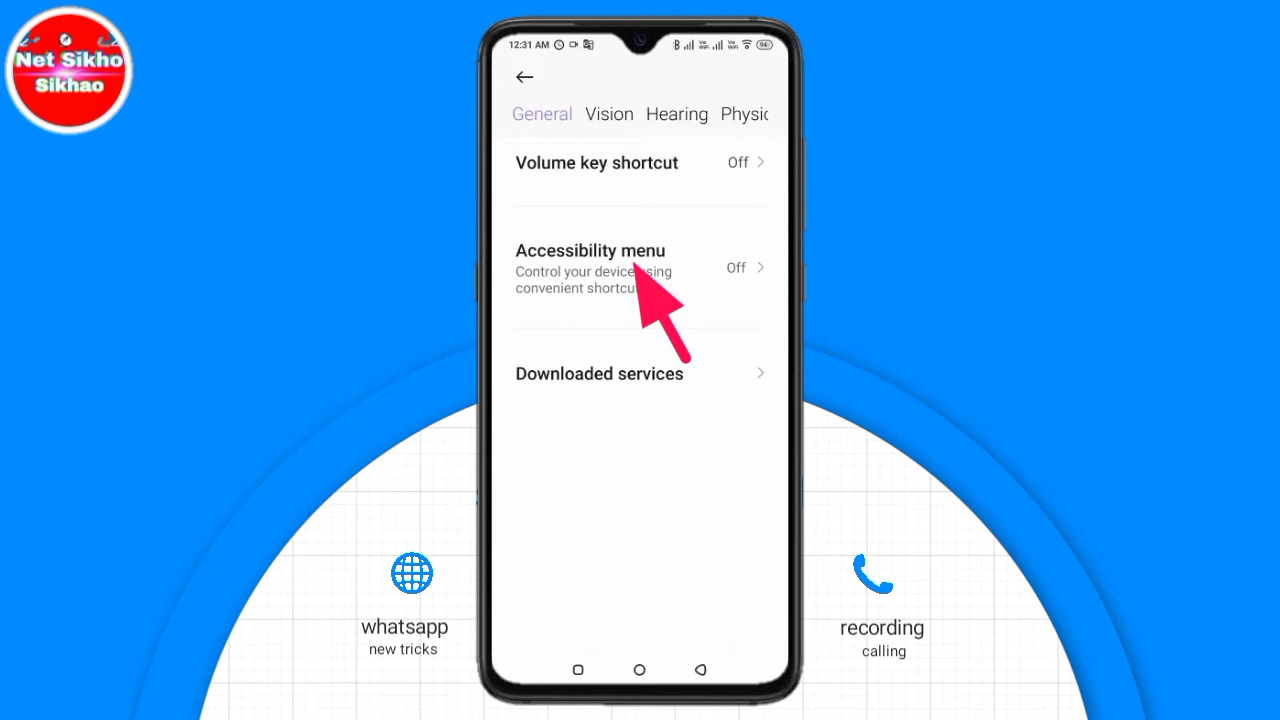 Net Sikho
Sikhao
12:31 AM
General Vision Hearing Physic
Volume key shortcut Off
Accessibility menu
Control your device using
convenient shortcu
Off
Downloaded services
whatsapp
new tricks
recording
calling